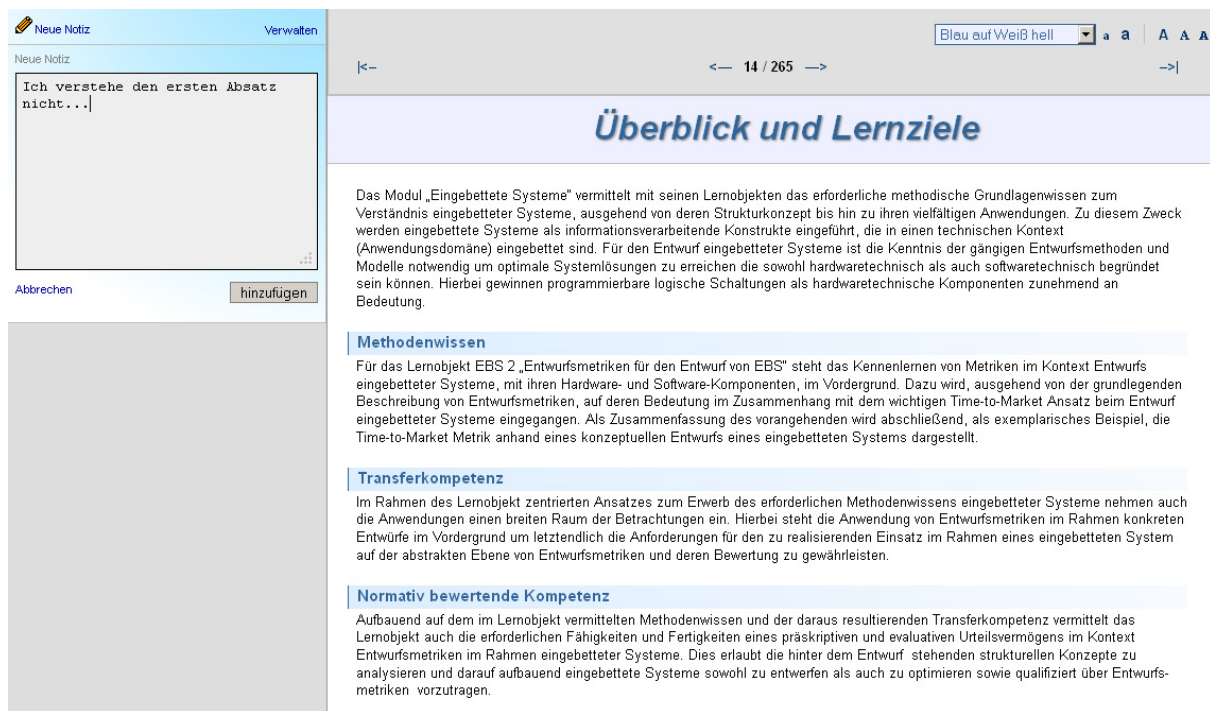 Neue Notiz
Verwalten
Neue Notiz
Ich verstehe den ersten Absatz
nicht...
Abbrechen
hinzufügen
Blau auf Weiß hell
a a A A A
|<–
<— 14 / 265 —>
–>|
Überblick und Lernziele
Das Modul „Eingebettete Systeme" vermittelt mit seinen Lernobjekten das erforderliche methodische Grundlagenwissen zum
Verständnis eingebetteter Systeme, ausgehend von deren Strukturkonzept bis hin zu ihren vielfältigen Anwendungen. Zu diesem Zweck
werden eingebettete Systeme als informationsverarbeitende Konstrukte eingeführt, die in einen technischen Kontext
(Anwendungsdomäne) eingebettet sind. Für den Entwurf eingebetteter Systeme ist die Kenntnis der gängigen Entwurfsmethoden und
Modelle notwendig um optimale Systemlösungen zu erreichen die sowohl hardwaretechnisch als auch softwaretechnisch begründet
sein können. Hierbei gewinnen programmierbare logische Schaltungen als hardwaretechnische Komponenten zunehmend an
Bedeutung.
Methodenwissen
Für das Lernobjekt EBS 2 „Entwurfsmetriken für den Entwurf von EBS" steht das Kennenlernen von Metriken im Kontext Entwurfs
eingebetteter Systeme, mit ihren Hardware- und Software-Komponenten, im Vordergrund. Dazu wird, ausgehend von der grundlegenden
Beschreibung von Entwurfsmetriken, auf deren Bedeutung im Zusammenhang mit dem wichtigen Time-to-Market Ansatz beim Entwurf
eingebetteter Systeme eingegangen. Als Zusammenfassung des vorangehenden wird abschließend, als exemplarisches Beispiel, die
Time-to-Market Metrik anhand eines konzeptuellen Entwurfs eines eingebetteten Systems dargestellt.
Transferkompetenz
Im Rahmen des Lernobjekt zentrierten Ansatzes zum Erwerb des erforderlichen Methodenwissens eingebetteter Systeme nehmen auch
die Anwendungen einen breiten Raum der Betrachtungen ein. Hierbei steht die Anwendung von Entwurfsmetriken im Rahmen konkreten
Entwürfe im Vordergrund um letztendlich die Anforderungen für den zu realisierenden Einsatz im Rahmen eines eingebetteten System
auf der abstrakten Ebene von Entwurfsmetriken und deren Bewertung zu gewährleisten.
Normativ bewertende Kompetenz
Aufbauend auf dem im Lernobjekt vermittelten Methodenwissen und der daraus resultierenden Transferkompetenz vermittelt das
Lernobjekt auch die erforderlichen Fähigkeiten und Fertigkeiten eines präskriptiven und evaluativen Urteilsvermögens im Kontext
Entwurfsmetriken im Rahmen eingebetteter Systeme. Dies erlaubt die hinter dem Entwurf stehenden strukturellen Konzepte zu
analysieren und darauf aufbauend eingebettete Systeme sowohl zu entwerfen als auch zu optimieren sowie qualifiziert über Entwurfs-
metriken vorzutragen.